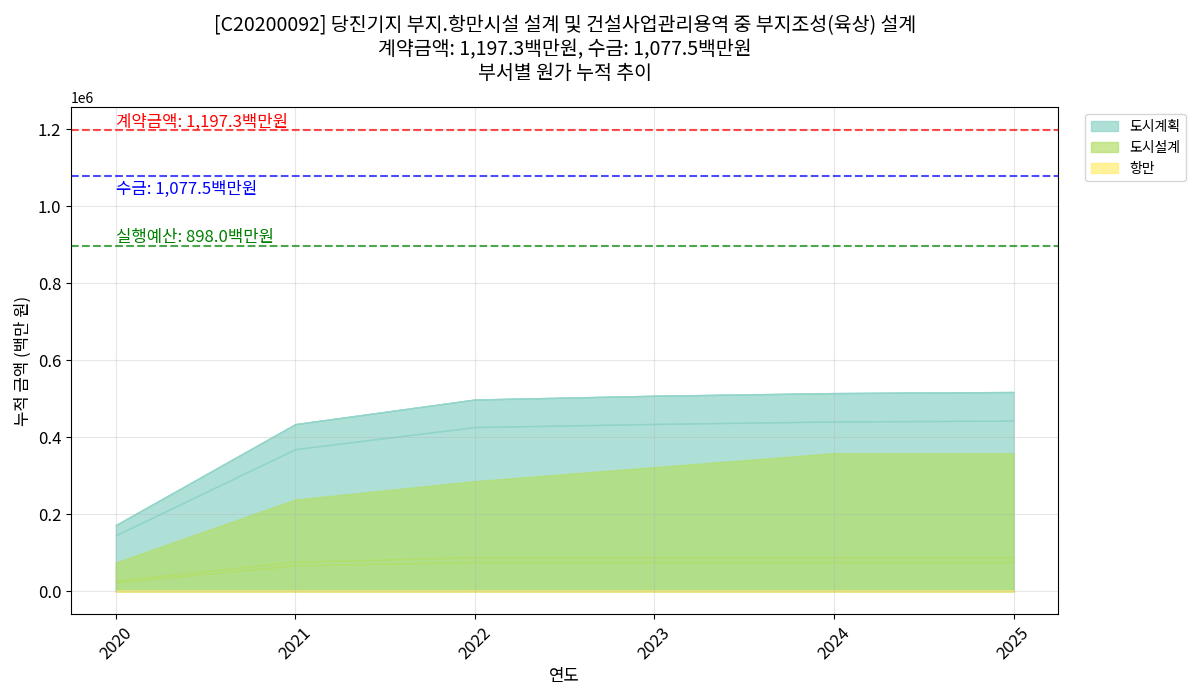 [C20200092] 당진기지 부지.항만시설 설계 및 건설사업관리용역 중 부지조성(육상) 설계
계약금액: 1,197.3백만원, 수금: 1,077.5백만원
부서별 원가 누적 추이
1e6
계약금액: 1,197.3백만원
수금: 1,077.5백만원
실행예산: 898.0백만원
도시계획
도시설계
항만
1.2
1.0
0.8
0.6
0.4
0.2
0.0
누적 금액 (백만 원)
2020
2021
2022
2023
2024
2025
연도